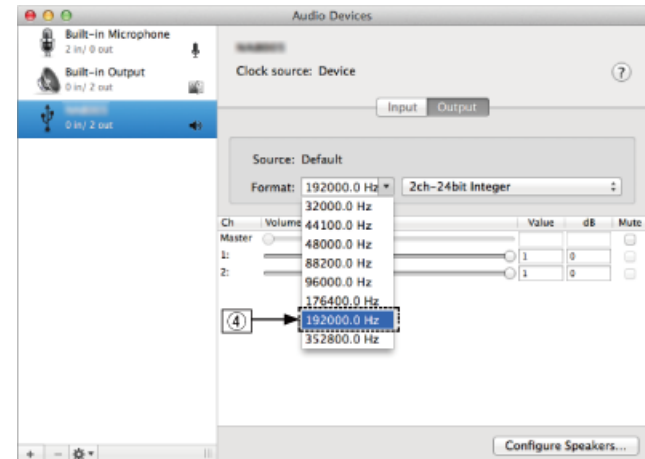 Audio Devices
Built-in Microphone
2 in/ 0 out
Built-in Output
0 in/ 2 out
0 in/ 2 out
Clock source: Device
?
Input Output
Source: Default
Format: 192000.0 Hz 2ch-24bit Integer
32000.0 Hz
44100.0 Hz
48000.0 Hz
88200.0 Hz
96000.0 Hz
176400.0 Hz
192000.0 Hz
352800.0 Hz
Ch Volume Value dB Mute
Master
1: 1 0
2: 1 0
④
Configure Speakers...
+ −